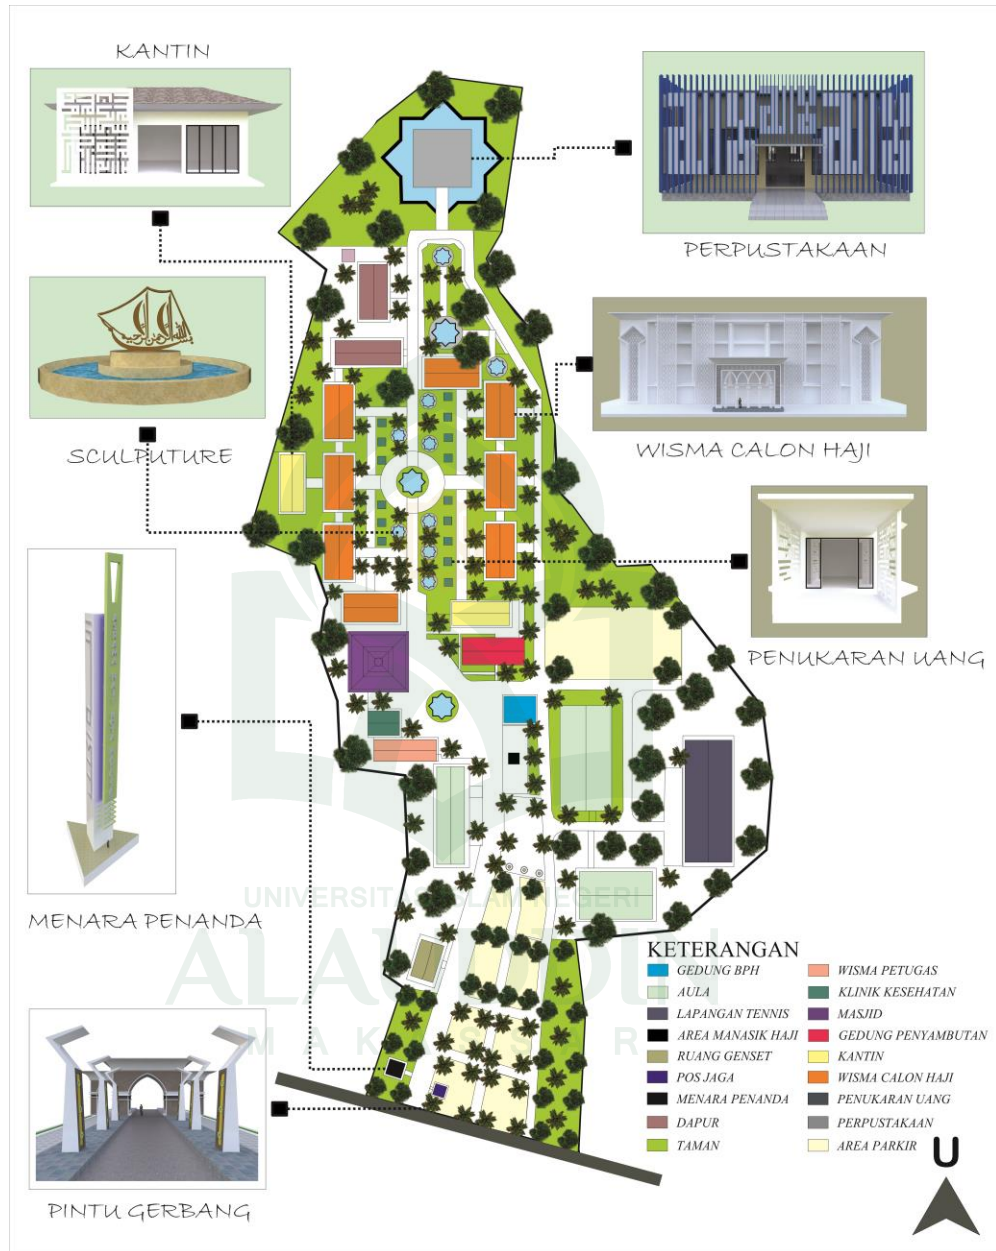 KANTIN
PERPUSTAKAAN
SCULPUTURE
WISMA CALON HAJI
PENUKARAN UANG
MENARA PENANDA
PINTU GERBANG
UNIVERSITAS ISLAM NEGERI
ALAUDDIN
MAKASSAR
KETERANGAN
GEDUNG BPH
AULA
LAPANGAN TENNIS
AREA MANASIK HAJI
RUANG GENSET
POS JAGA
MENARA PENANDA
DAPUR
TAMAN
WISMA PETUGAS
KLINIK KESEHATAN
MASJID
GEDUNG PENYAMBUTAN
KANTIN
WISMA CALON HAJI
PENUKARAN UANG
PERPUSTAKAAN
AREA PARKIR
U